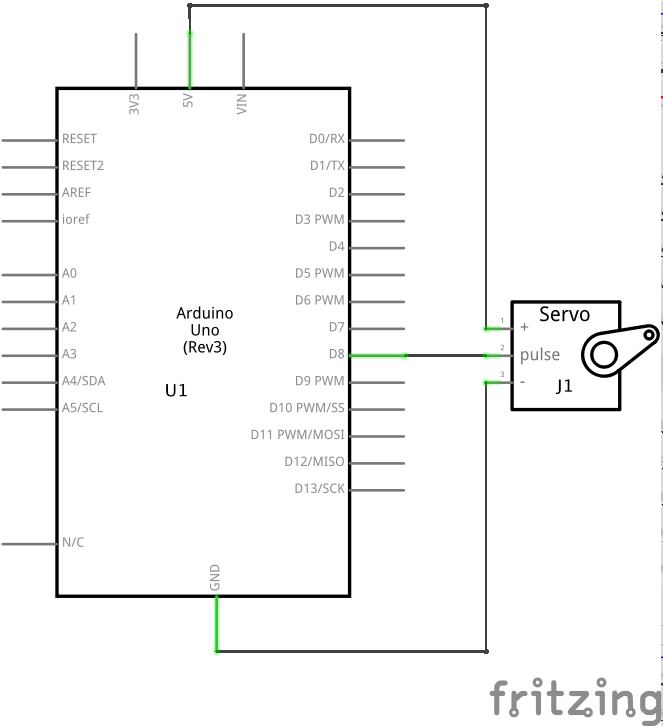 3V3
5V
VIN
RESET
RESET2
AREF
ioref
A0
A1
A2
A3
A4/SDA
A5/SCL
N/C
Arduino
Uno
(Rev3)
U1
D0/RX
D1/TX
D2
D3 PWM
D4
D5 PWM
D6 PWM
D7
D8
D9 PWM
D10 PWM/SS
D11 PWM/MOSI
D12/MISO
D13/SCK
GND
Servo
1
+
2
pulse
3
-
J1
fritzing